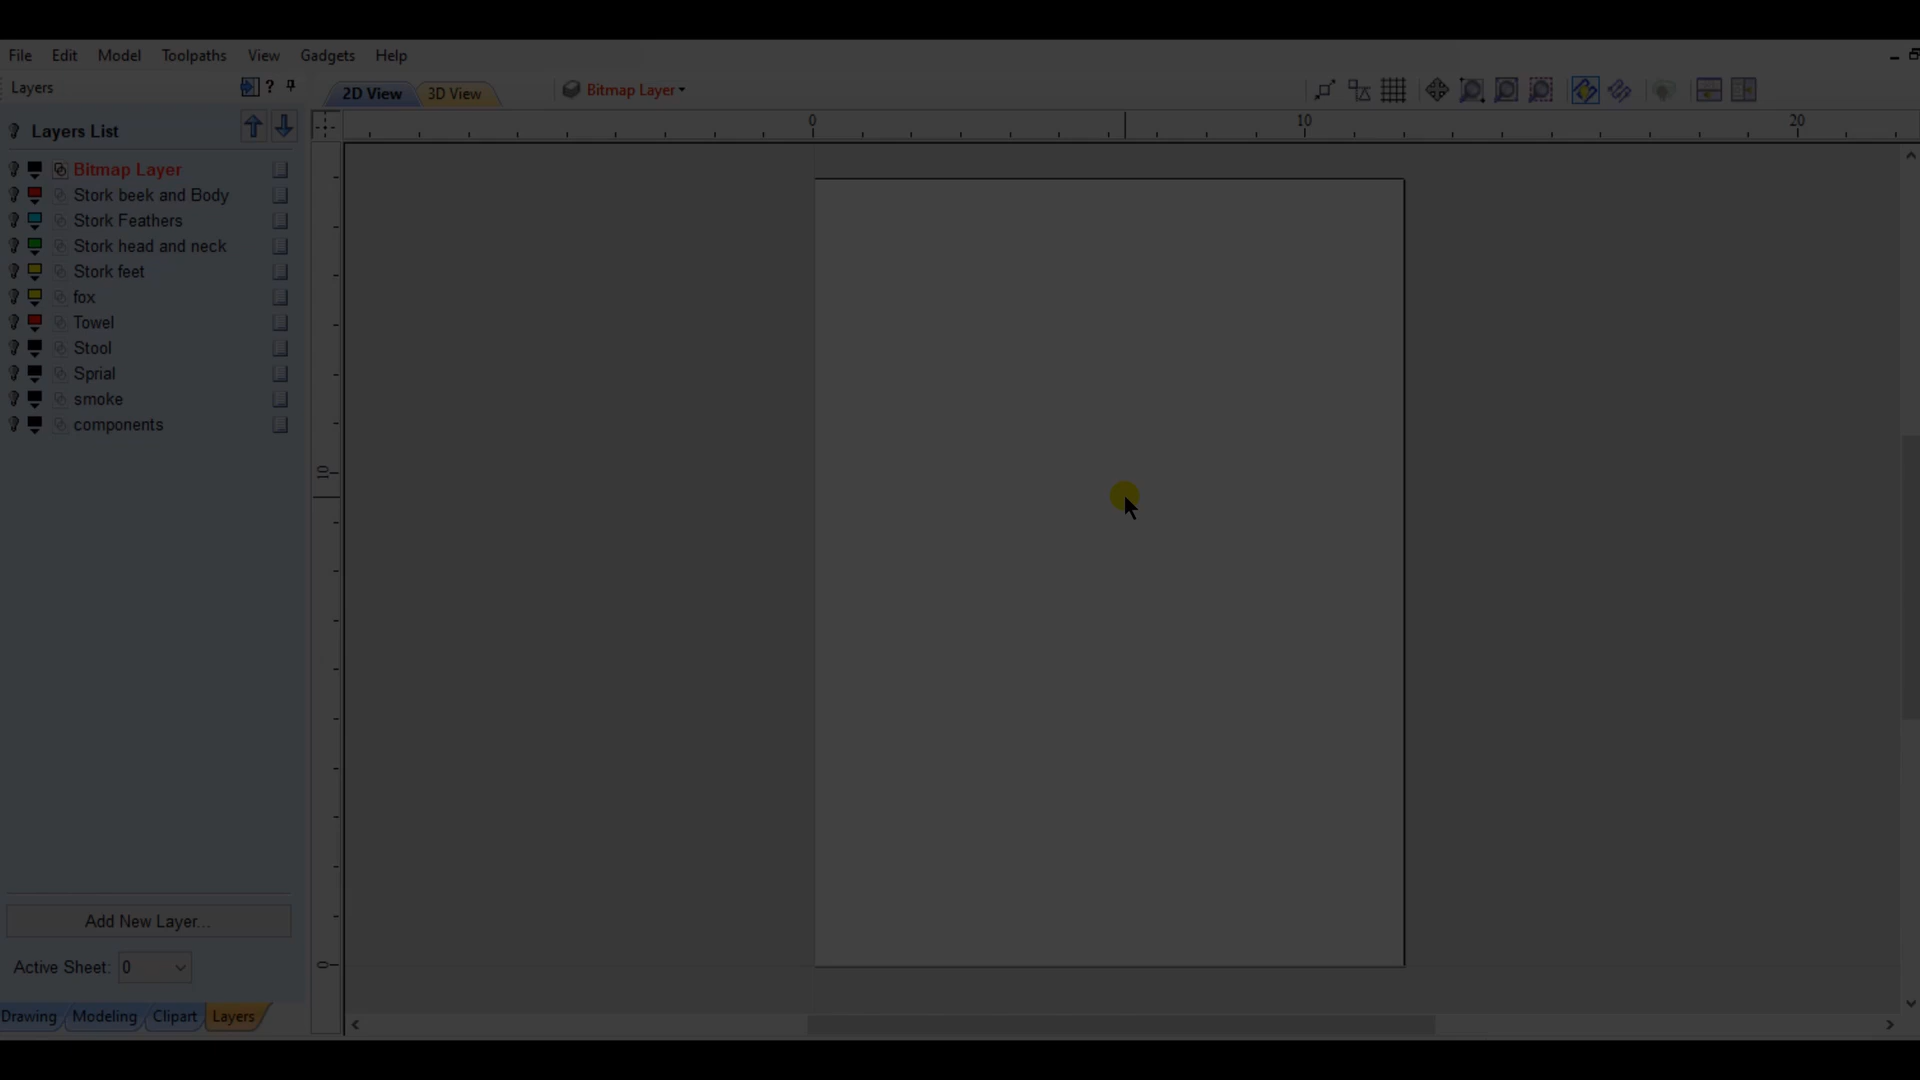 File Edit Model Toolpaths View Gadgets Help
Layers ?
2D View 3D View Bitmap Layer
Layers List
0 10 20
Bitmap Layer
Stork beek and Body
Stork Feathers
Stork head and neck
Stork feet
fox
Towel
Stool
Sprial
smoke
components
10
0
Add New Layer...
Active Sheet: 0
Drawing Modeling Clipart Layers